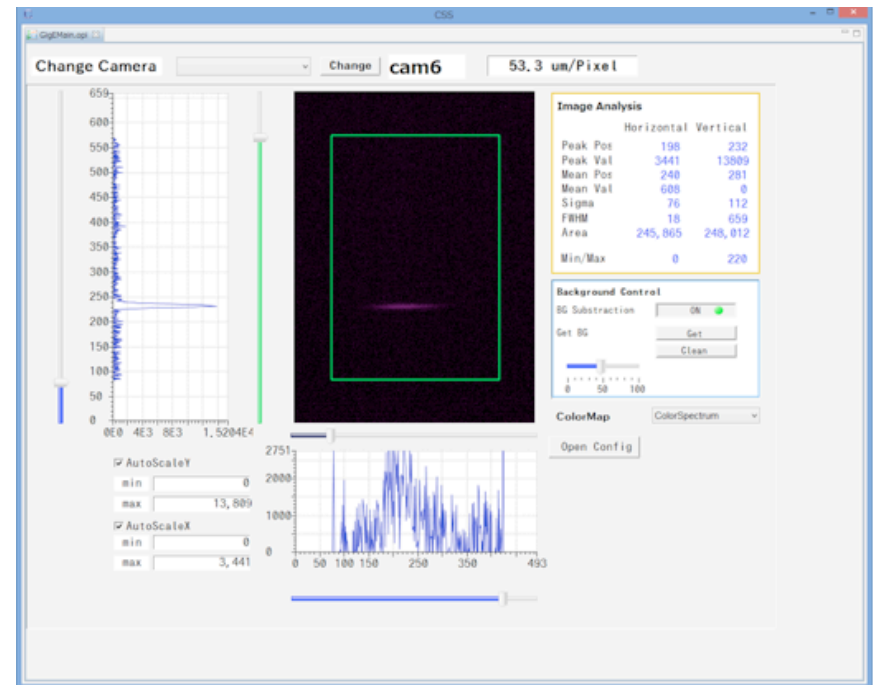 CSS
GigEMain.opi
Change Camera Change cam6 53.3 um/Pixel
659
600
550
500
450
400
350
300
250
200
150
100
50
0
0E0 4E3 8E3 1.5204E4
AutoScaleY
min 0
max 13,809
AutoScaleX
min 0
max 3,441
2751
2000
1000
0
0 50 100 150 250 350 493
Image Analysis
Horizontal Vertical
Peak Pos 198 232
Peak Val 3441 13809
Mean Pos 240 281
Mean Val 608 0
Sigma 76 112
FWHM 18 659
Area 245,865 248,012
Min/Max 0 220
Background Control
BG Substraction ON
Get BG Get
Clean
0 50 100
ColorMap ColorSpectrum
Open Config